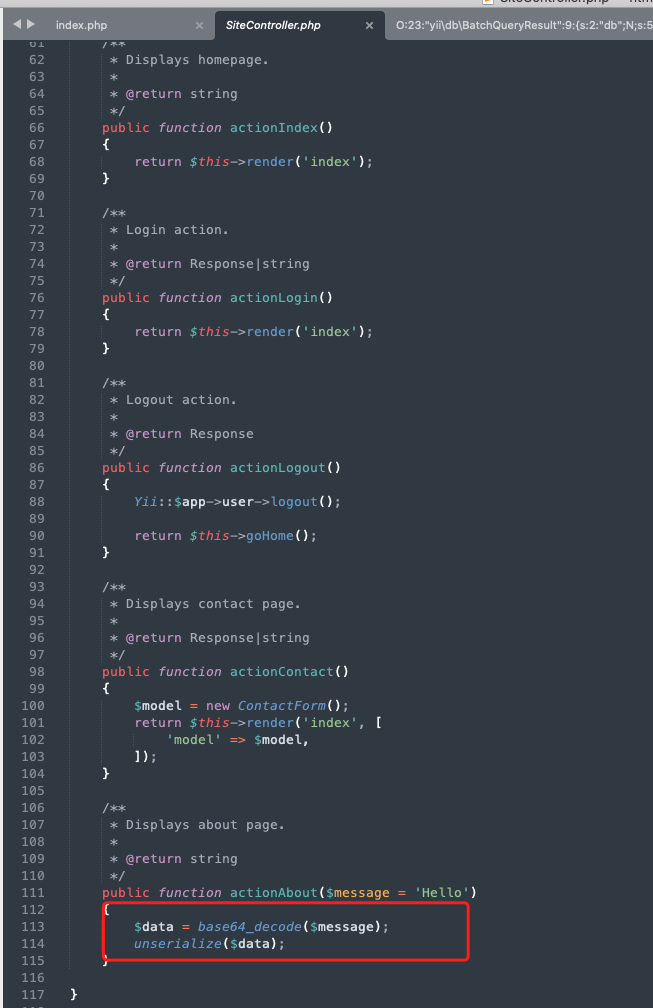 index.php × SiteController.php × O:23:"yii\db\BatchQueryResult":9:{s:2:"db";N;s:5
61 /**
62 * Displays homepage.
63 *
64 * @return string
65 */
66 public function actionIndex()
67 {
68 return $this->render('index');
69 }
70
71 /**
72 * Login action.
73 *
74 * @return Response|string
75 */
76 public function actionLogin()
77 {
78 return $this->render('index');
79 }
80
81 /**
82 * Logout action.
83 *
84 * @return Response
85 */
86 public function actionLogout()
87 {
88 Yii::$app->user->logout();
89
90 return $this->goHome();
91 }
92
93 /**
94 * Displays contact page.
95 *
96 * @return Response|string
97 */
98 public function actionContact()
99 {
100 $model = new ContactForm();
101 return $this->render('index', [
102 'model' => $model,
103 ]);
104 }
105
106 /**
107 * Displays about page.
108 *
109 * @return string
110 */
111 public function actionAbout($message = 'Hello')
112 {
113 $data = base64_decode($message);
114 unserialize($data);
115 }
116
117 }